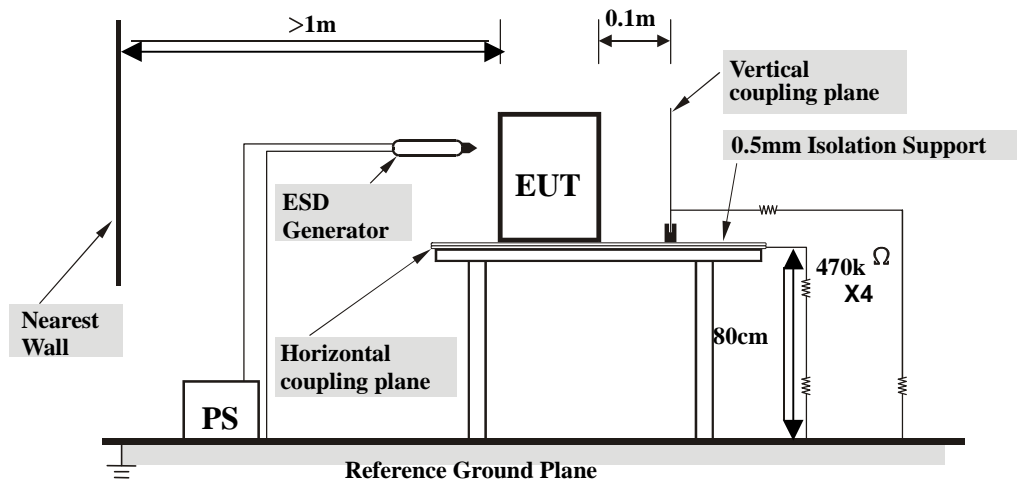 >1m
0.1m
Vertical
coupling plane
0.5mm Isolation Support
EUT
ESD
Generator
470k Ω
X4
Nearest
Wall
80cm
Horizontal
coupling plane
PS
Reference Ground Plane